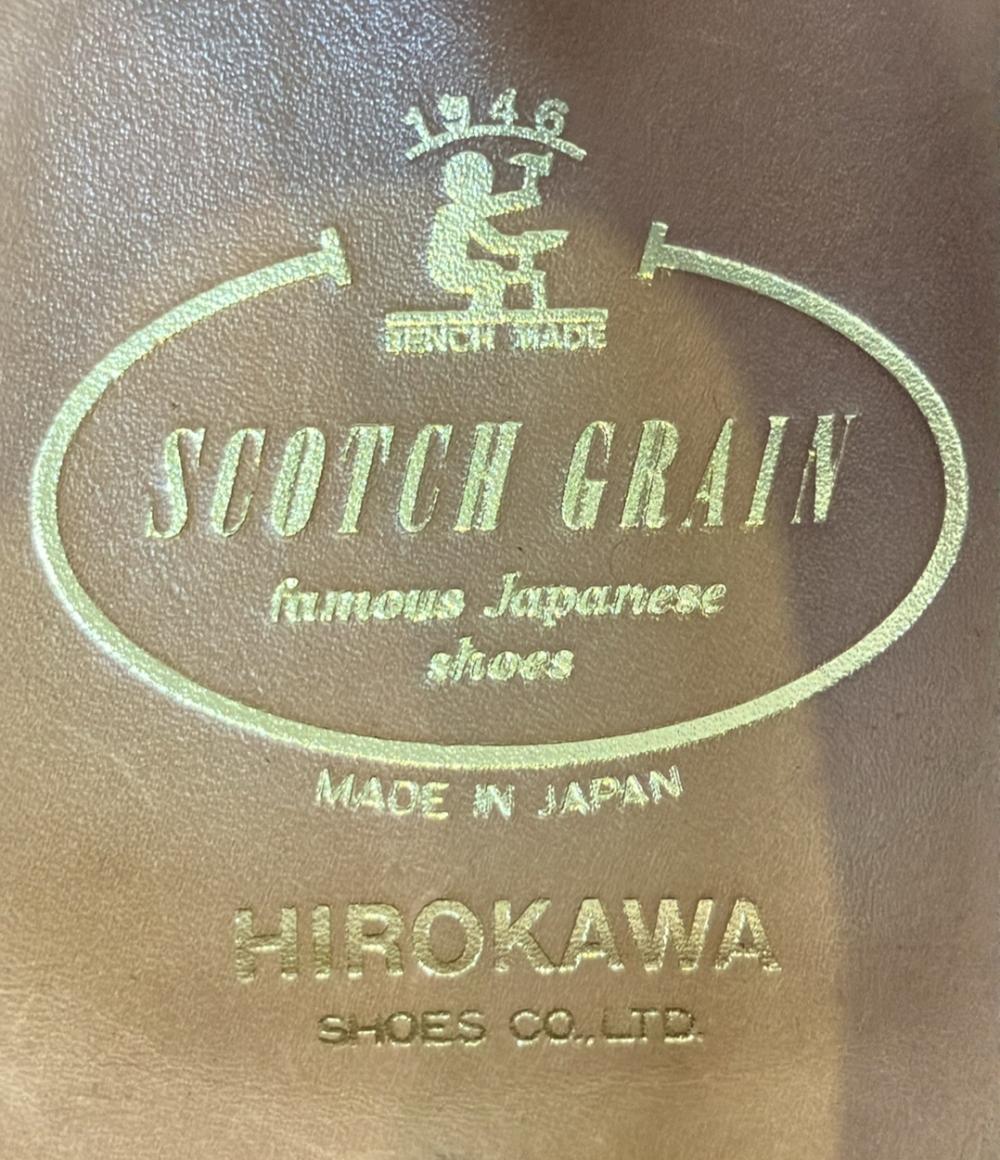 1946
BENCH MADE
SCOTCH GRAIN
famous Japanese
shoes
MADE IN JAPAN
HIROKAWA
SHOES CO., LTD.